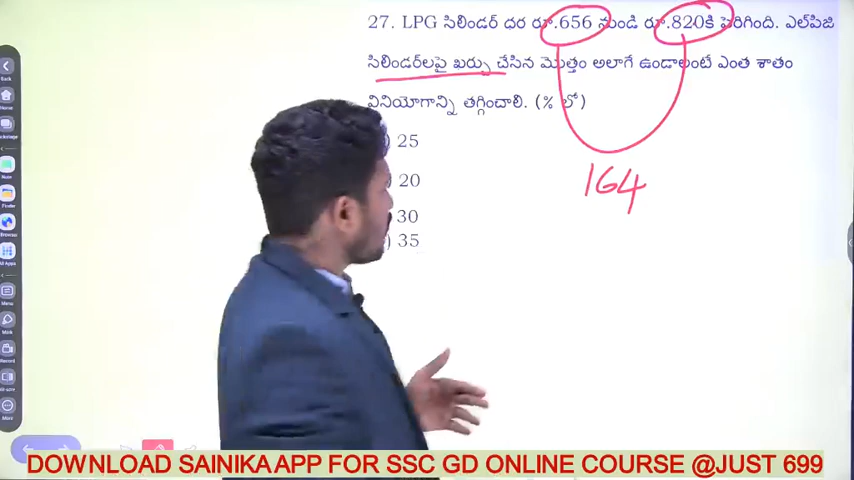 27. LPG సిలిండర్ ధర రూ.656 నుండి రూ.820కి పెరిగింది. ఎల్‌పిజి
సిలిండర్‌లపై ఖర్చు చేసిన మొత్తం అలాగే ఉండాలంటే ఎంత శాతం
వినియోగాన్ని తగ్గించాలి. (% లో)
) 25
) 20
) 30
) 35
164
DOWNLOAD SAINIKA APP FOR SSC GD ONLINE COURSE @JUST 699